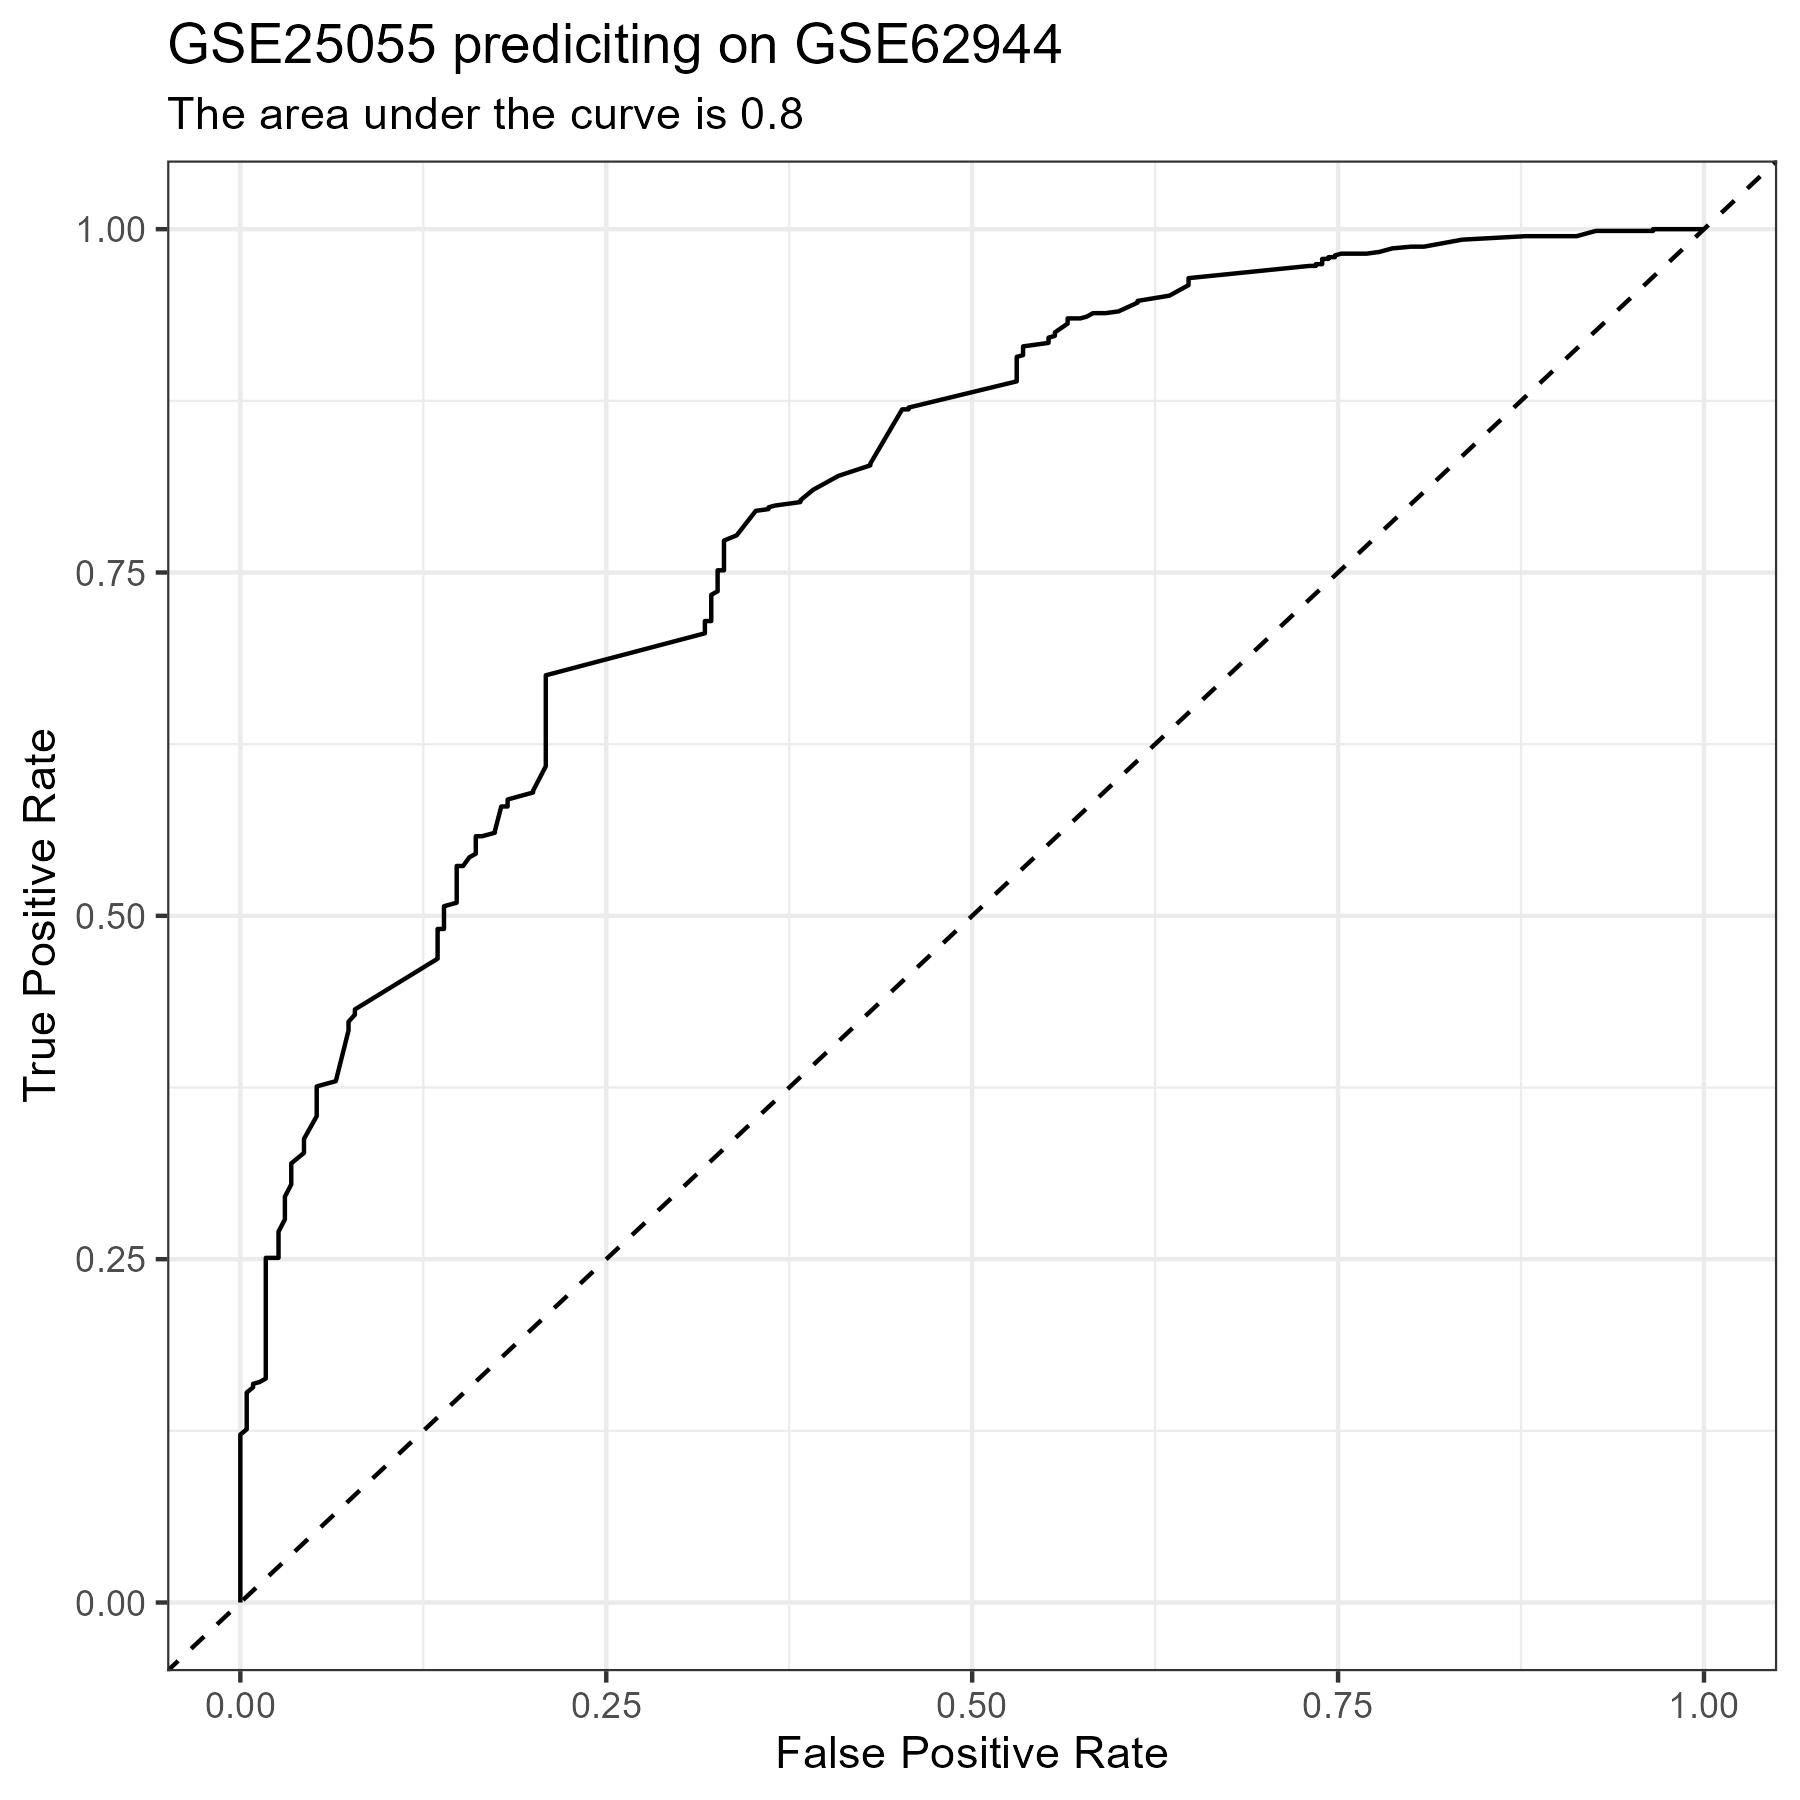 GSE25055 prediciting on GSE62944
The area under the curve is 0.8
True Positive Rate
1.00
0.75
0.50
0.25
0.00
0.00 0.25 0.50 0.75 1.00
False Positive Rate